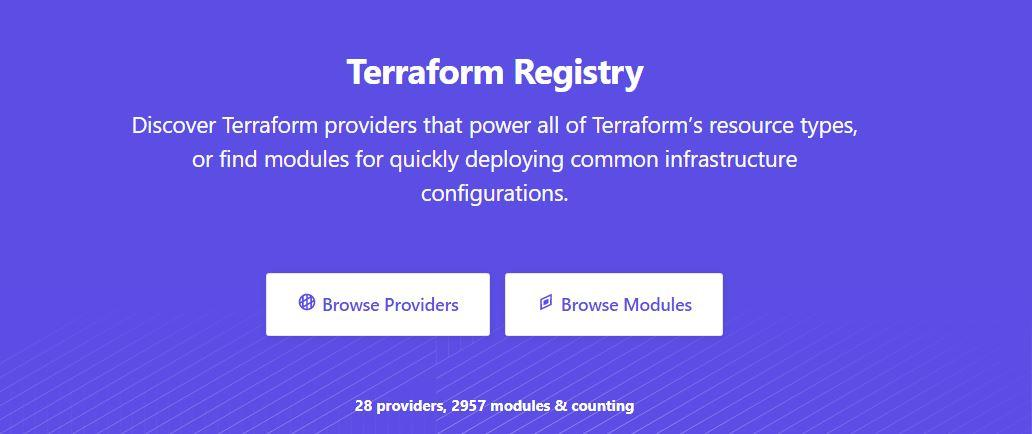 Terraform Registry
Discover Terraform providers that power all of Terraform’s resource types,
or find modules for quickly deploying common infrastructure
configurations.
Browse Providers
Browse Modules
28 providers, 2957 modules & counting